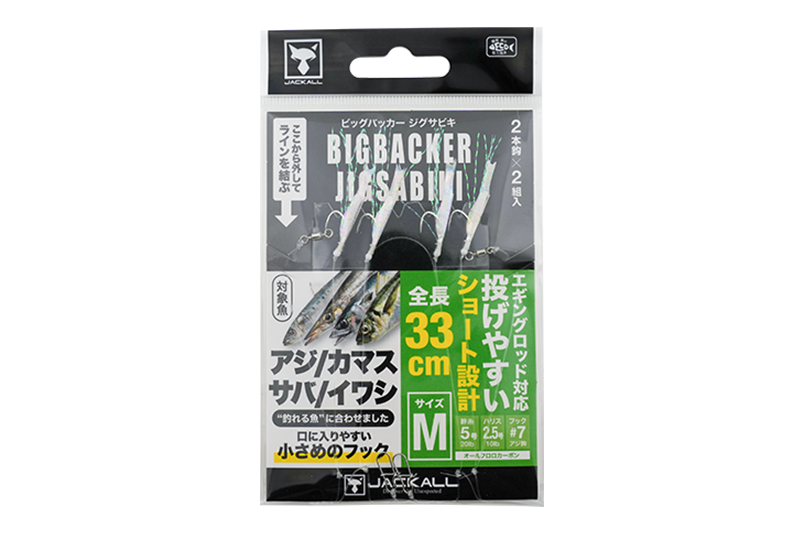 JACKALL
ビッグバッカー ジグサビキ
BIGBACKER
JIGSABIKI
2本鈎×2組入
ここから外して
ラインを結ぶ
対象魚
アジ/カマス
サバ/イワシ
“釣れる魚”に合わせました
口に入りやすい
小さめのフック
全長
33
cm
サイズ
M
エギングロッド対応
投げやすい
ショート設計
幹糸
5号
(20lb)
ハリス
2.5号
(10lb)
フック
#7
アジ鈎
オールフロロカーボン
JACKALL